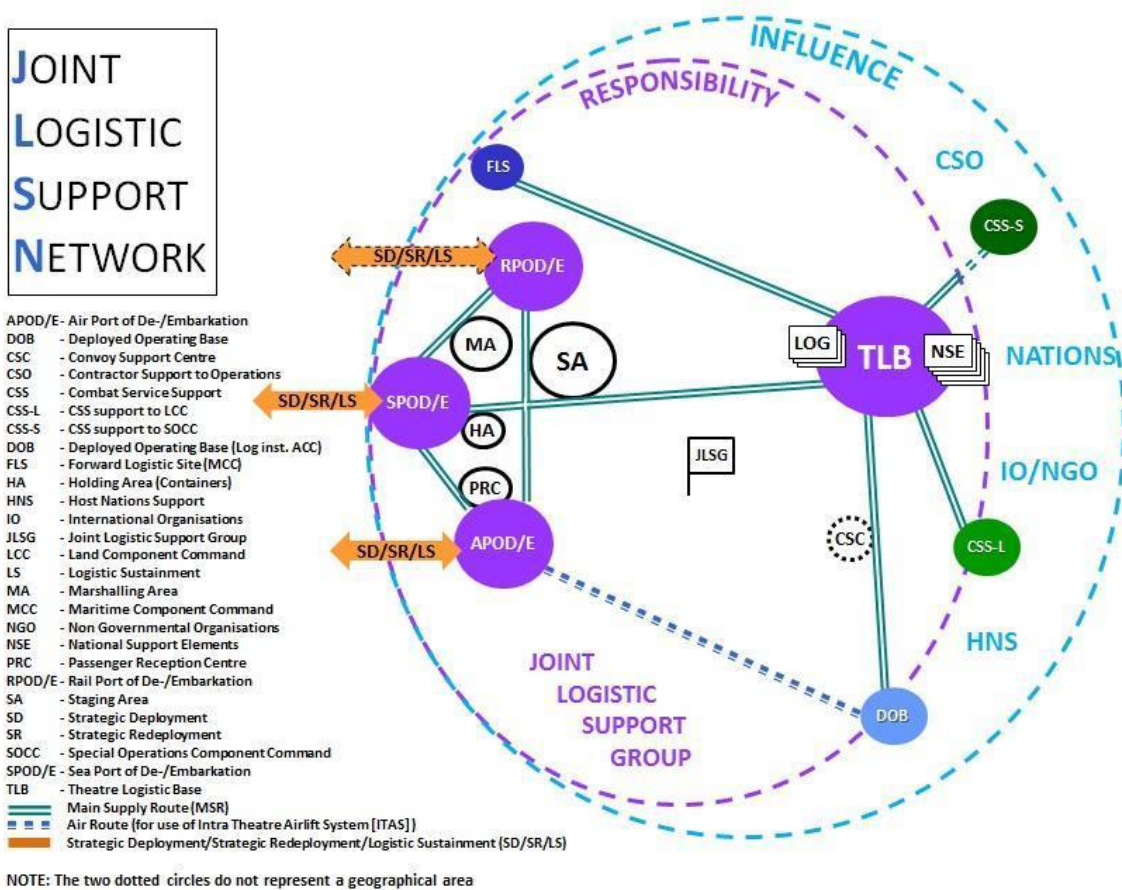 JOINT
LOGISTIC
SUPPORT
NETWORK
APOD/E - Air Port of De-/Embarkation
DOB - Deployed Operating Base
CSC - Convoy Support Centre
CSO - Contractor Support to Operations
CSS - Combat Service Support
CSS-L - CSS support to LCC
CSS-S - CSS support to SOCC
DOB - Deployed Operating Base (Log inst. ACC)
FLS - Forward Logistic Site (MCC)
HA - Holding Area (Containers)
HNS - Host Nations Support
IO - International Organisations
JLSG - Joint Logistic Support Group
LCC - Land Component Command
LS - Logistic Sustainment
MA - Marshalling Area
MCC - Maritime Component Command
NGO - Non Governmental Organisations
NSE - National Support Elements
PRC - Passenger Reception Centre
RPOD/E - Rail Port of De-/Embarkation
SA - Staging Area
SD - Strategic Deployment
SR - Strategic Redeployment
SOCC - Special Operations Component Command
SPOD/E - Sea Port of De-/Embarkation
TLB - Theatre Logistic Base
Main Supply Route (MSR)
Air Route (for use of Intra Theatre Airlift System [ITAS] )
Strategic Deployment/Strategic Redeployment/Logistic Sustainment (SD/SR/LS)
NOTE: The two dotted circles do not represent a geographical area
INFLUENCE
RESPONSIBILITY
CSO
FLS
CSS-S
SD/SR/LS
RPOD/E
MA
SA
LOG
TLB
NSE
NATIONS
SD/SR/LS
SPOD/E
HA
JLSG
IO/NGO
PRC
SD/SR/LS
APOD/E
CSC
CSS-L
HNS
JOINT
LOGISTIC
SUPPORT
GROUP
DOB